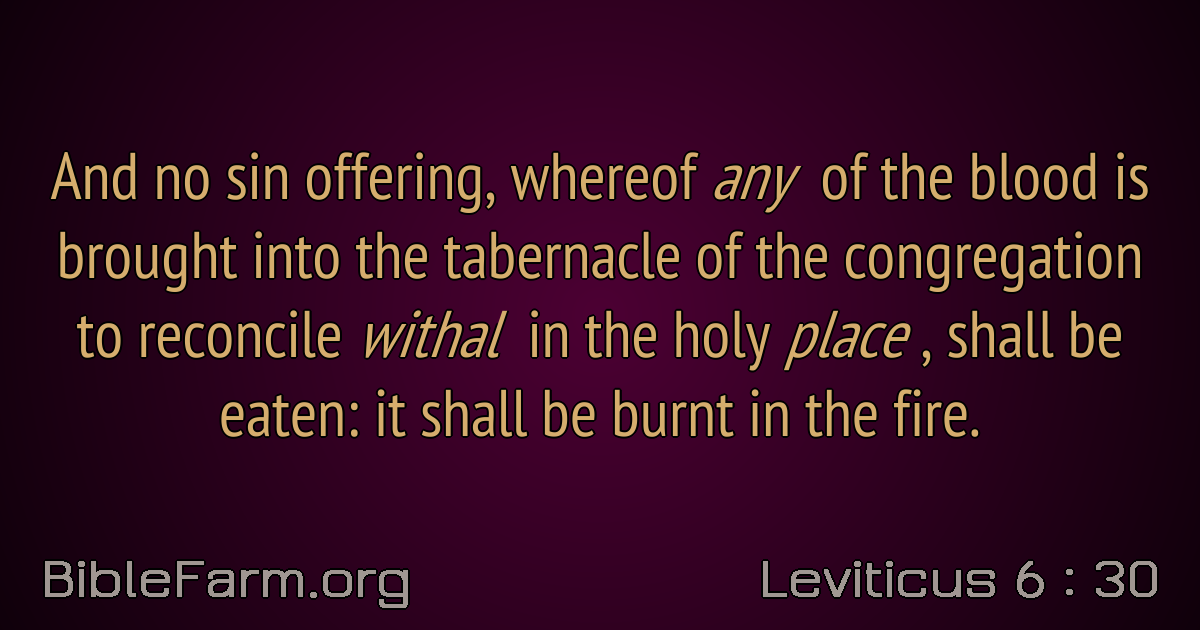 And no sin offering, whereof any of the blood is
brought into the tabernacle of the congregation
to reconcile withal in the holy place , shall be
eaten: it shall be burnt in the fire.
BibleFarm.org
Leviticus 6 : 30